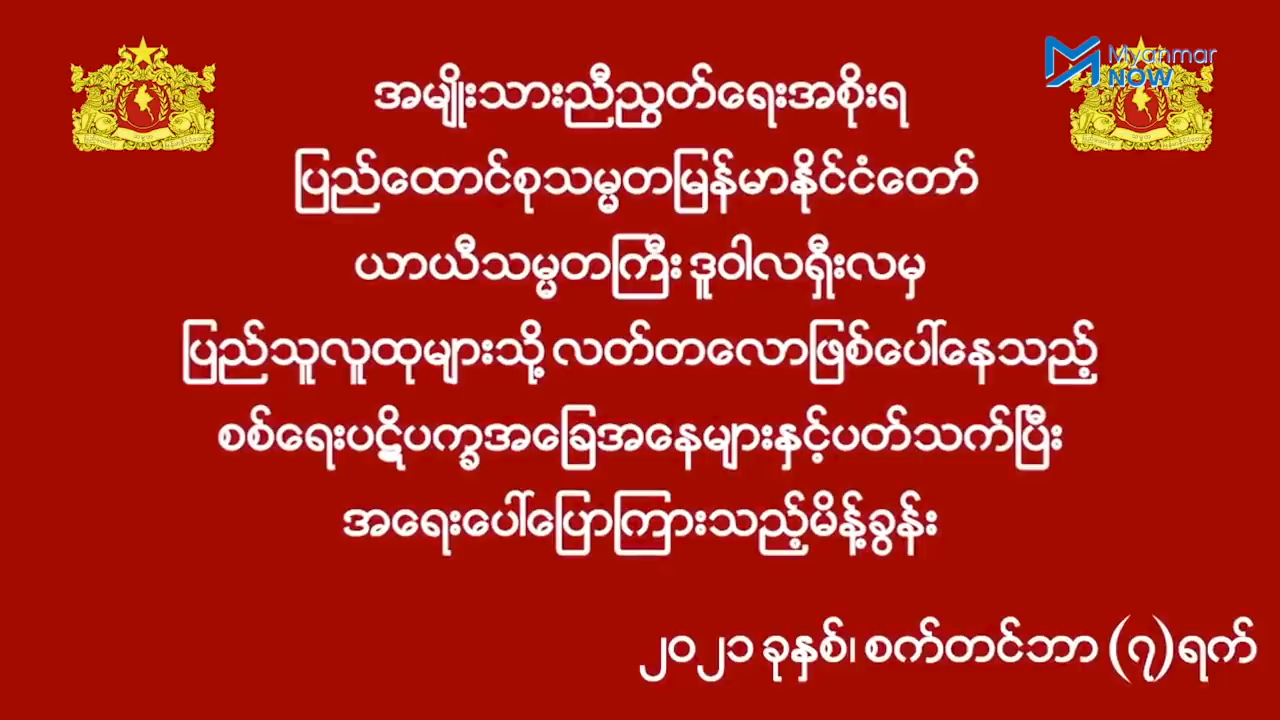 Myanmar
NOW
အမျိုးသားညီညွတ်ရေးအစိုးရ
ပြည်ထောင်စုသမ္မတမြန်မာနိုင်ငံတော်
ယာယီသမ္မတကြီး ဒူဝါလရှီးလမှ
ပြည်သူလူထုများသို့ လတ်တလောဖြစ်ပေါ်နေသည့်
စစ်ရေးပဋိပက္ခအခြေအနေများနှင့်ပတ်သက်ပြီး
အရေးပေါ်ပြောကြားသည့်မိန့်ခွန်း
၂၀၂၁ ခုနှစ်၊ စက်တင်ဘာ (၇)ရက်